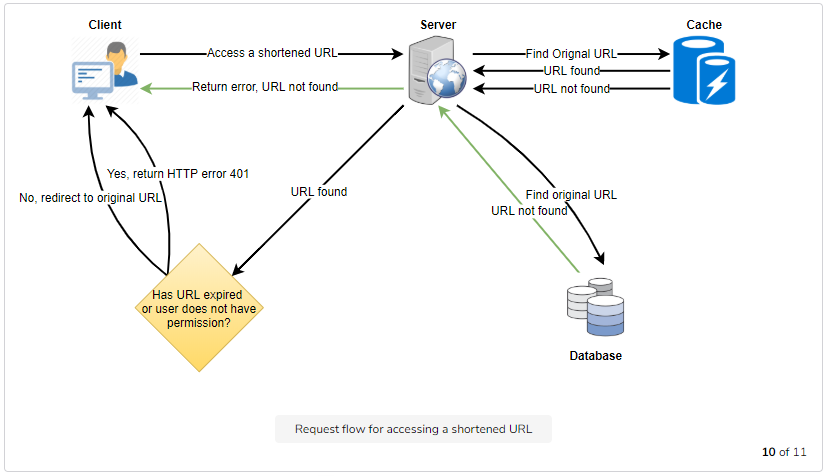 Client
Server
Cache
Access a shortened URL
Find Orignal URL
URL found
Return error, URL not found
URL not found
Yes, return HTTP error 401
No, redirect to original URL
URL found
Find original URL
URL not found
Has URL expired
or user does not have
permission?
Database
Request flow for accessing a shortened URL
10 of 11